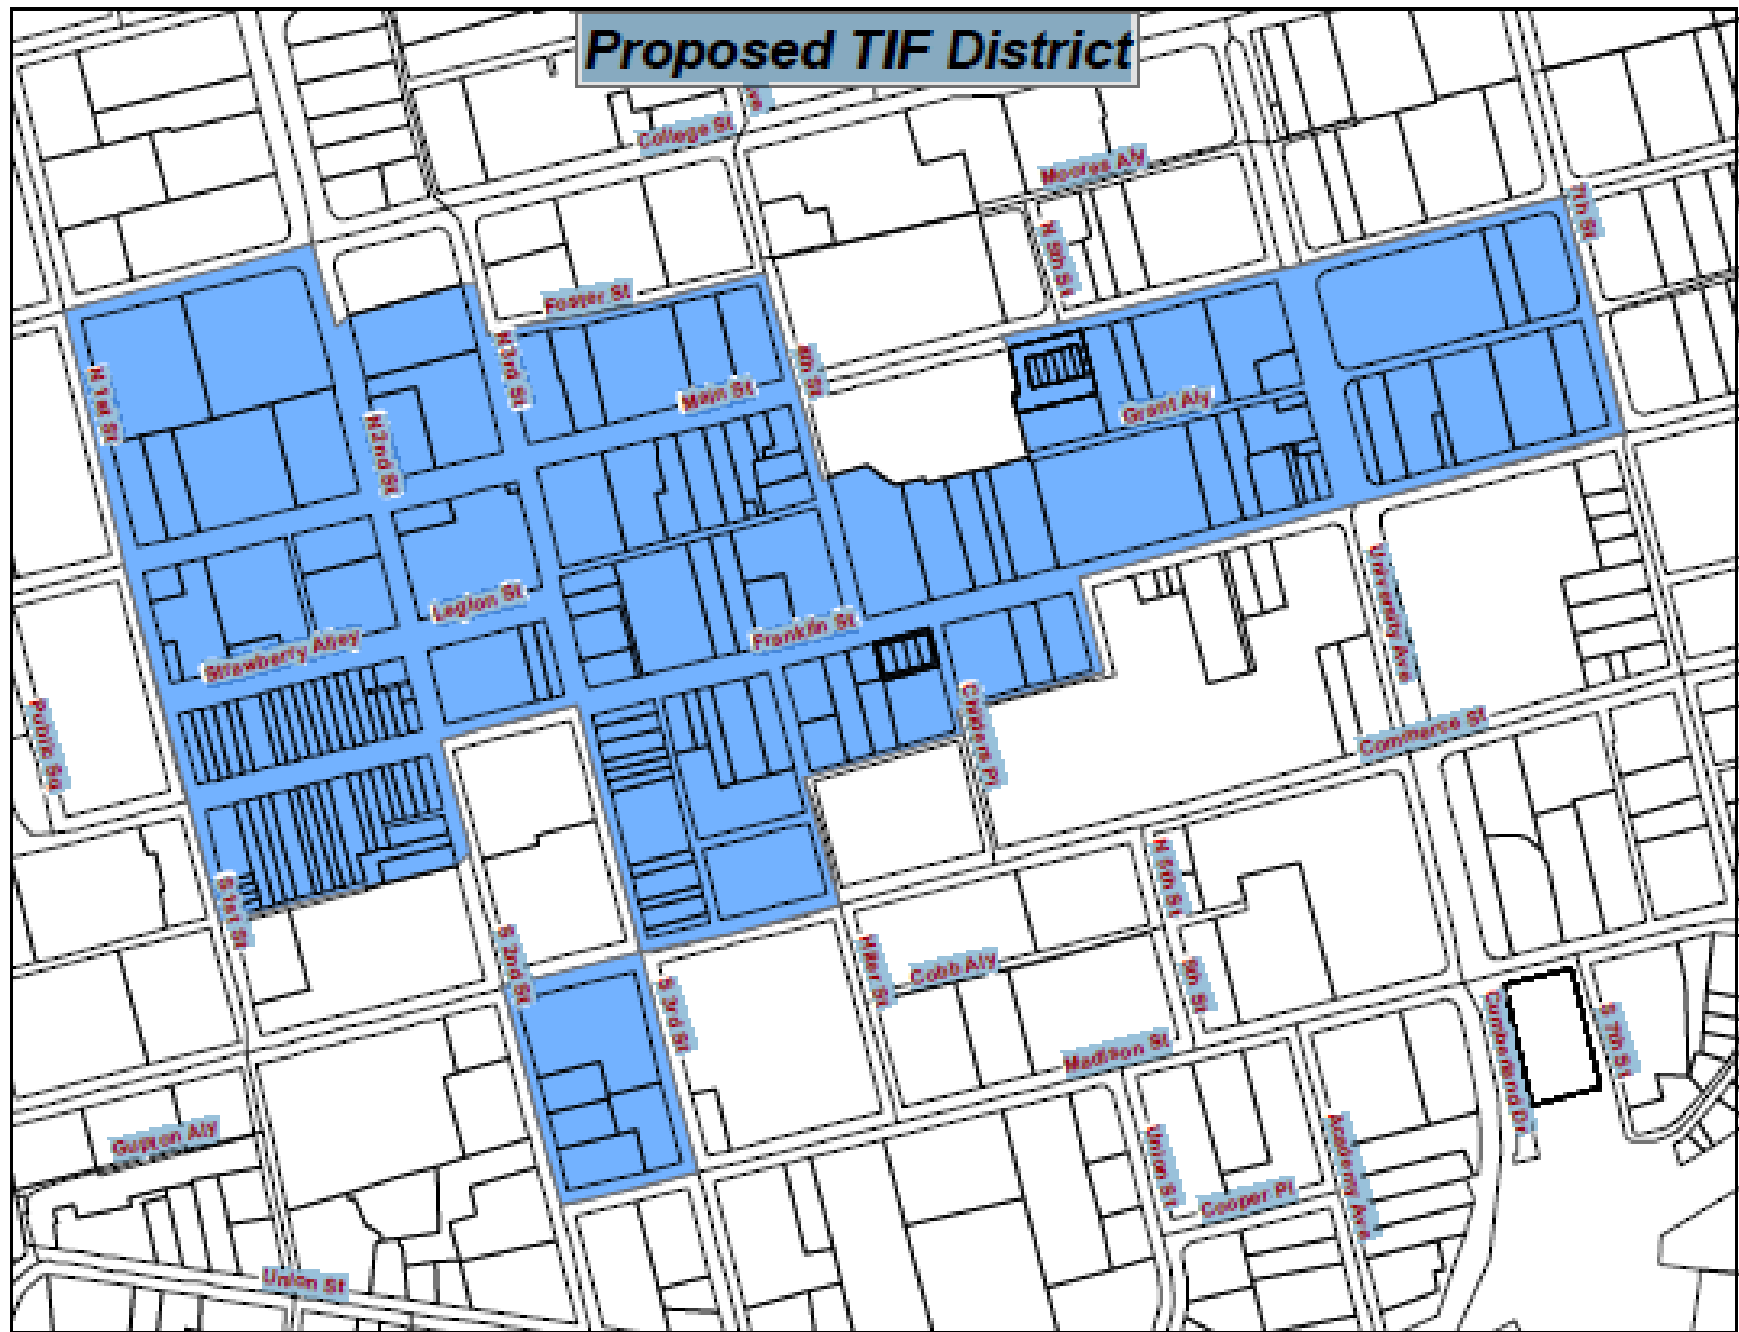 Proposed TIF District
College St
Moores Aly
7th St
N 5th St
Foster St
N 3rd St
4th St
N 1st St
Main St
Grant Aly
N 2nd St
University Ave
Legion St
Franklin St
Strawberry Alley
Public Sq
Childers Pl
Commerce St
N 5th St
S 1st St
S 2nd St
Hiter St
Cobb Aly
5th St
S 3rd St
Cumberland Dr
S 7th St
Madison St
Gupton Aly
Union St
Academy Ave
Cooper Pl
Union St